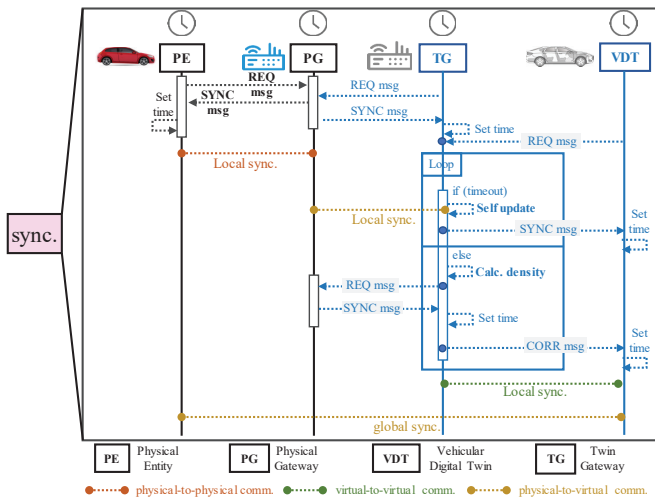 PE
PG
TG
VDT
REQ
msg
SYNC
msg
Set
time
REQ msg
SYNC msg
Set time
REQ msg
Local sync.
Loop
if (timeout)
Self update
Local sync.
SYNC msg
Set
time
sync.
else
Calc. density
REQ msg
SYNC msg
Set time
CORR msg
Set
time
Local sync.
global sync.
PE
Physical
Entity
PG
Physical
Gateway
VDT
Vehicular
Digital Twin
TG
Twin
Gateway
physical-to-physical comm.
virtual-to-virtual comm.
physical-to-virtual comm.